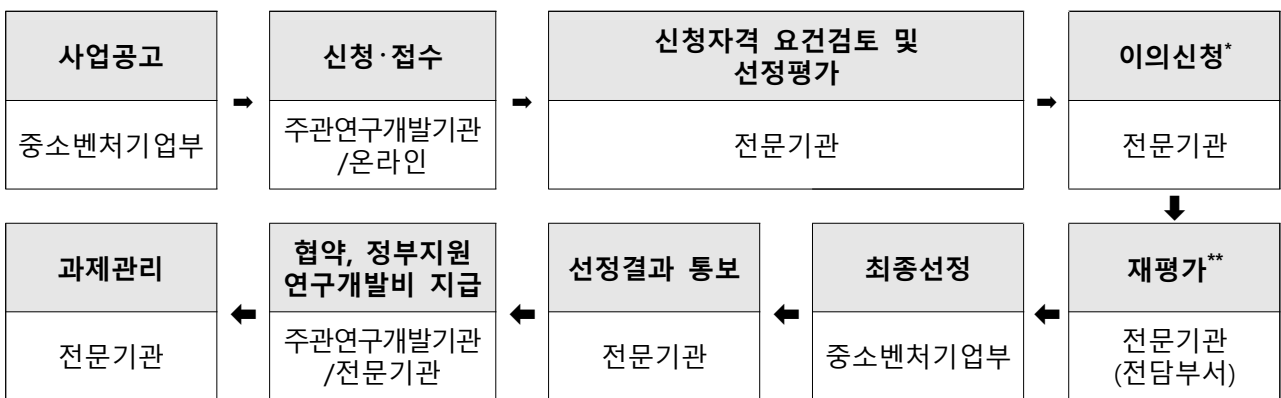 사업공고
중소벤처기업부
➡
신청·접수
주관연구개발기관
/온라인
➡
신청자격 요건검토 및
선정평가
전문기관
➡
이의신청*
전문기관
⬇
재평가**
전문기관
(전담부서)
⬅
최종선정
중소벤처기업부
⬅
선정결과 통보
전문기관
⬅
협약, 정부지원
연구개발비 지급
주관연구개발기관
/전문기관
⬅
과제관리
전문기관